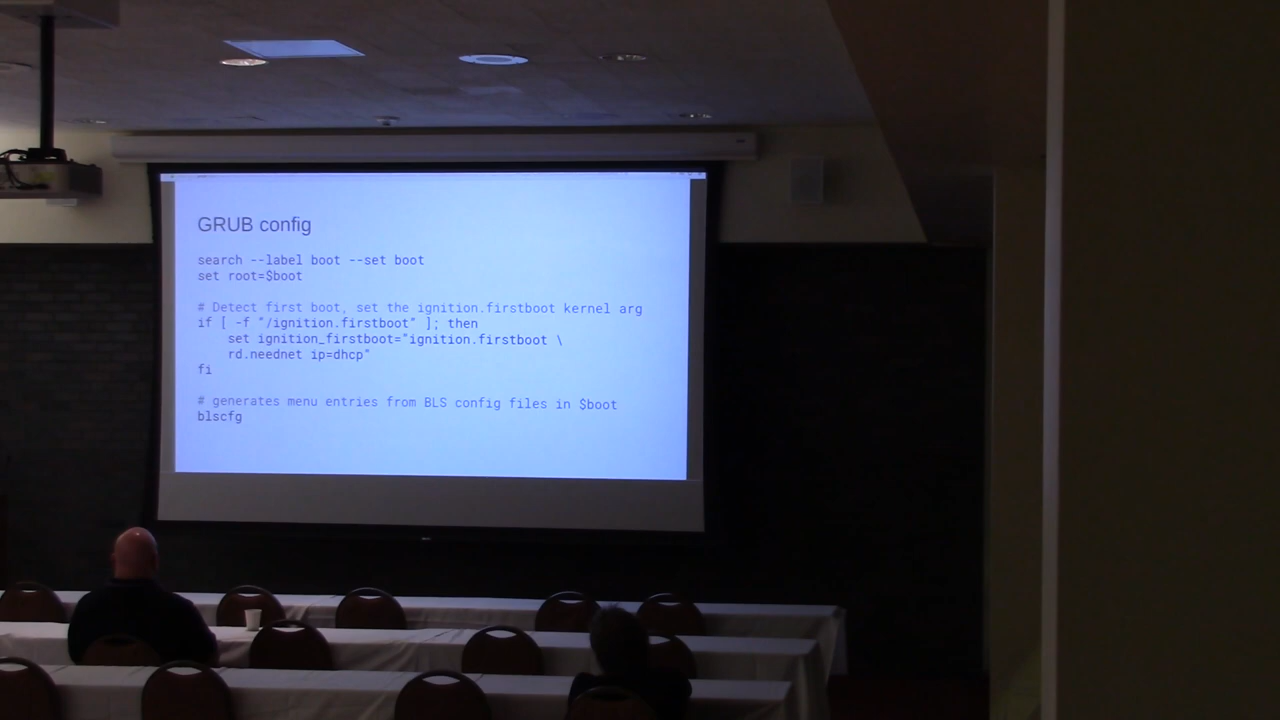 GRUB config
search --label boot --set boot
set root=$boot
# Detect first boot, set the ignition.firstboot kernel arg
if [ -f "/ignition.firstboot" ]; then
set ignition_firstboot="ignition.firstboot \
rd.neednet ip=dhcp"
fi
# generates menu entries from BLS config files in $boot
blscfg